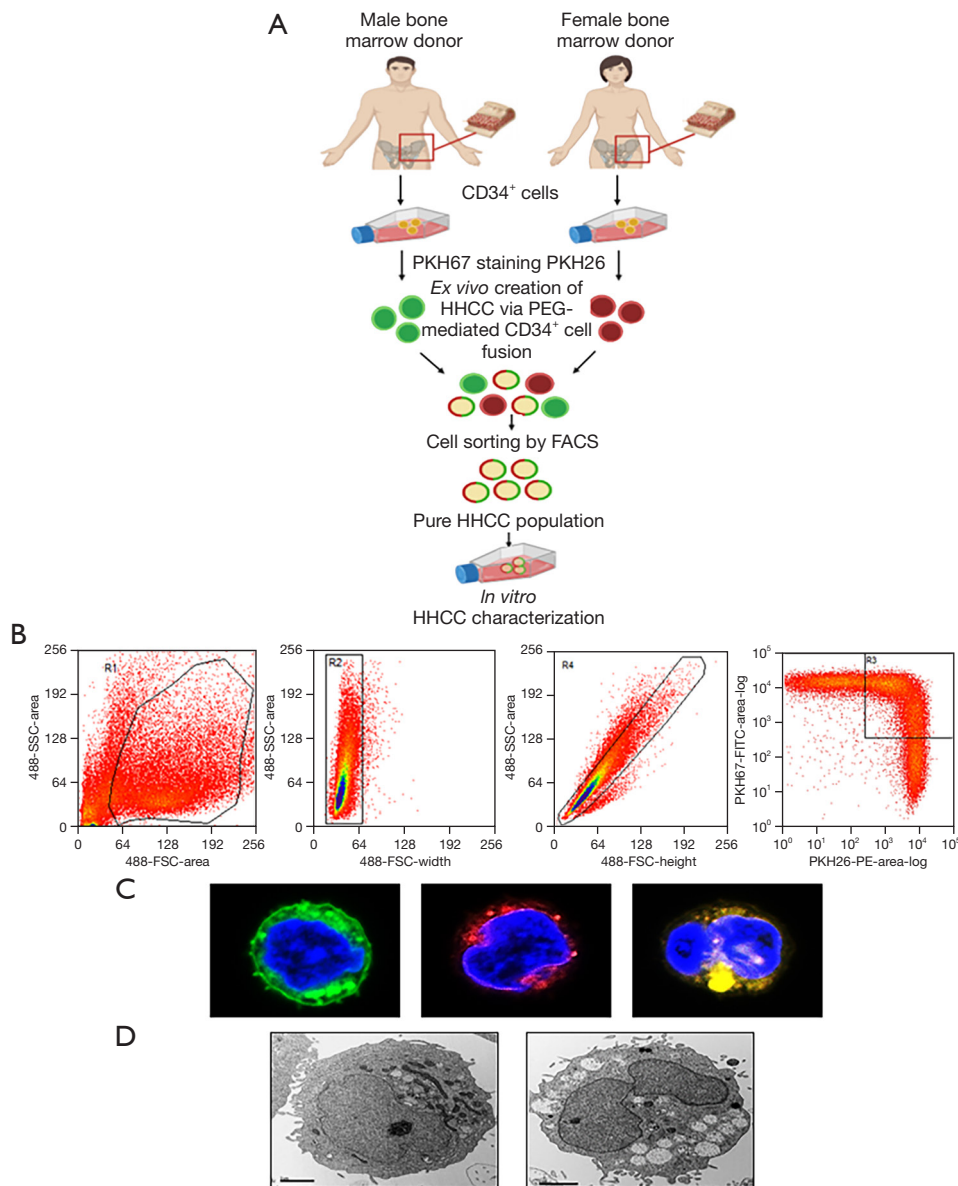 A
Male bone
marrow donor
Female bone
marrow donor
CD34⁺ cells
PKH67 staining PKH26
Ex vivo creation of
HHCC via PEG-
mediated CD34⁺ cell
fusion
Cell sorting by FACS
Pure HHCC population
In vitro
HHCC characterization
B
256
192
128
64
0
0 64 128 192 256
488-SSC-area
488-FSC-area
R1
256
192
128
64
0
0 64 128 192 256
488-SSC-area
488-FSC-width
R2
256
192
128
64
0
0 64 128 192 256
488-SSC-area
488-FSC-height
R4
10⁵
10⁴
10³
10²
10¹
10⁰
10⁰ 10¹ 10² 10³ 10⁴ 10⁵
PKH67-FITC-area-log
PKH26-PE-area-log
R3
C
D